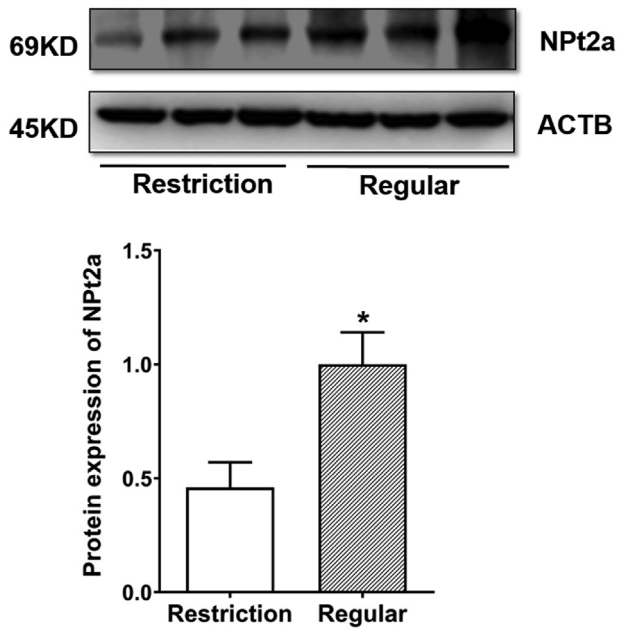 69KD NPt2a
45KD ACTB
Restriction Regular
Protein expression of NPt2a
1.5
*
1.0
0.5
0.0
Restriction Regular